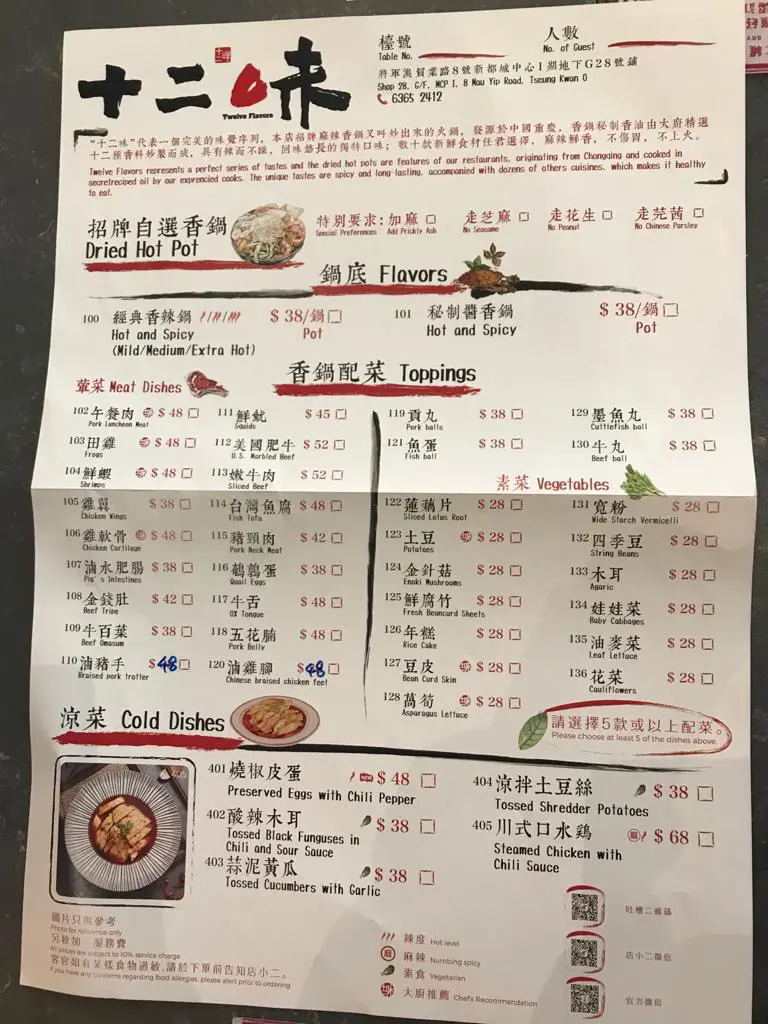 十二味
Twelve Flavors
檯號
Table No.
人數
No. of Guest
將軍澳貿業路8號新都城中心1期地下G28號舖
Shop 28, G/F, MCP I, 8 Mau Yip Road, Tseung Kwan O
6365 2412
"十二味"代表一個完美的味覺序列，本店招牌麻辣香鍋又叫炒出來的火鍋，發源於中國重慶，香鍋秘制香油由大廚精選
十二種香料炒製而成，具有辣而不燥，回味悠長的獨特口味；數十款新鮮食材任君選擇，麻辣鮮香，不傷胃，不上火。
Twelve Flavors represents a perfect series of tastes and the dried hot pots are features of our restaurants, originating from Chongqing and cooked in
secretreciped oil by our exprencied cooks. The unique tastes are spicy and long-lasting, accompanied with dozens of others cuisines, which makes it healthy
to eat.
招牌自選香鍋
Dried Hot Pot
特別要求: 加麻 走芝麻 走花生 走芫茜
Special Preferences Add Prickly Ash No Seasame No Peanut No Chinese Parsley
鍋底 Flavors
100 經典香辣鍋 $ 38/鍋
Hot and Spicy Pot
(Mild/Medium/Extra Hot)
101 秘制醬香鍋 $ 38/鍋
Hot and Spicy Pot
香鍋配菜 Toppings
葷菜 Meat Dishes
102 午餐肉 $ 48
Pork Luncheon Meat
103 田雞 $ 48
Frogs
104 鮮蝦 $ 48
Shrimps
105 雞翼 $ 38
Chicken Wings
106 雞軟骨 $ 48
Chicken Cartilage
107 滷水肥腸 $ 38
Pig's Intestines
108 金錢肚 $ 42
Beef Tripe
109 牛百葉 $ 38
Beef Omasum
110 滷豬手 $ 48
Braised pork trotter
111 鮮魷 $ 45
Squids
112 美國肥牛 $ 52
U.S. Marbled Beef
113 嫩牛肉 $ 52
Sliced Beef
114 台灣魚腐 $ 48
Fish Tofu
115 豬頸肉 $ 42
Pork Neck Meat
116 鵪鶉蛋 $ 38
Quail Eggs
117 牛舌 $ 48
OX Tongue
118 五花腩 $ 48
Pork Belly
120 滷雞腳 $ 48
Chinese braised chicken feet
119 貢丸 $ 38
Pork balls
121 魚蛋 $ 38
Fish ball
129 墨魚丸 $ 38
Cuttlefish ball
130 牛丸 $ 38
Beef ball
素菜 Vegetables
122 蓮藕片 $ 28
Sliced Lotus Root
123 土豆 $ 28
Potatoes
124 金針菇 $ 28
Enoki Mushrooms
125 鮮腐竹 $ 28
Fresh Beancurd Sheets
126 年糕 $ 28
Rice Cake
127 豆皮 $ 28
Bean Curd Skin
128 萵筍 $ 28
Asparagus Lettuce
131 寬粉 $ 28
Wide Starch Vermicelli
132 四季豆 $ 28
String Beans
133 木耳 $ 28
Agaric
134 娃娃菜 $ 28
Baby Cabbages
135 油麥菜 $ 28
Leaf Lettuce
136 花菜 $ 28
Cauliflowers
請選擇5款或以上配菜。
Please choose at least 5 of the dishes above.
涼菜 Cold Dishes
401 燒椒皮蛋 $ 48
Preserved Eggs with Chili Pepper
402 酸辣木耳 $ 38
Tossed Black Funguses in
Chili and Sour Sauce
403 蒜泥黃瓜 $ 38
Tossed Cucumbers with Garlic
404 涼拌土豆絲 $ 38
Tossed Shredder Potatoes
405 川式口水鷄 麻 $ 68
Steamed Chicken with
Chili Sauce
405
圖片只供參考
Photo for reference only
另收加一服務費
All prices are subject to 10% service charge
客官如有某樣食物過敏,請於下單前告知店小二。
If you have any concerns regarding food allergies, please alert prior to ordering
辣度 Hot level
麻 麻辣 Numbing spicy
素食 Vegetarian
大廚推薦 Chef's Recommendation
吐槽二維碼
店小二微信
官方微信